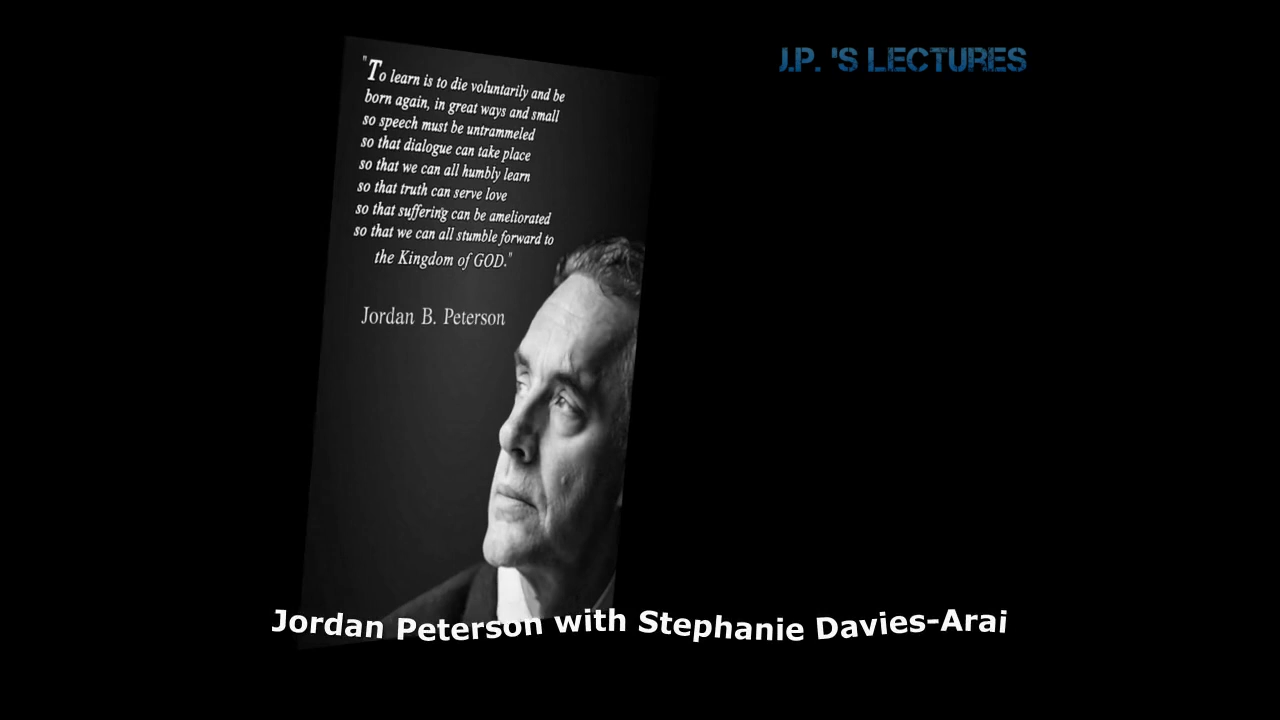 J.P. 'S LECTURES
"To learn is to die voluntarily and be
born again, in great ways and small
so speech must be untrammeled
so that dialogue can take place
so that we can all humbly learn
so that truth can serve love
so that suffering can be ameliorated
so that we can all stumble forward to
the Kingdom of GOD."
Jordan B. Peterson
Jordan Peterson with Stephanie Davies-Arai